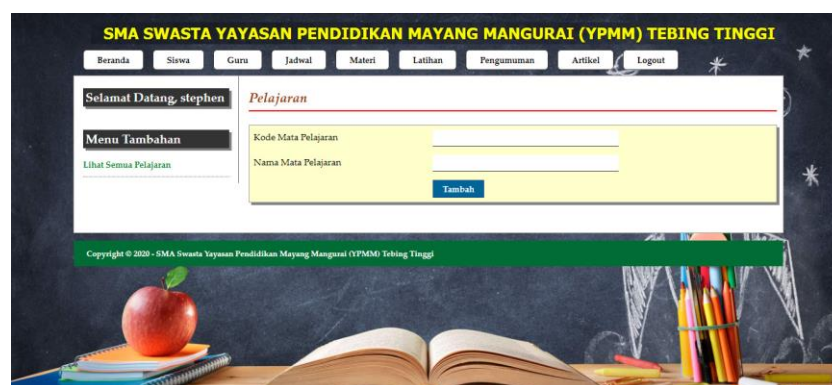 SMA SWASTA YAYASAN PENDIDIKAN MAYANG MANGURAI (YPMM) TEBING TINGGI
Beranda Siswa Guru Jadwal Materi Latihan Pengumuman Artikel Logout
Selamat Datang, stephen
Menu Tambahan
Lihat Semua Pelajaran
Pelajaran
Kode Mata Pelajaran
Nama Mata Pelajaran
Tambah
Copyright © 2020 - SMA Swasta Yayasan Pendidikan Mayang Mangurai (YPMM) Tebing Tinggi